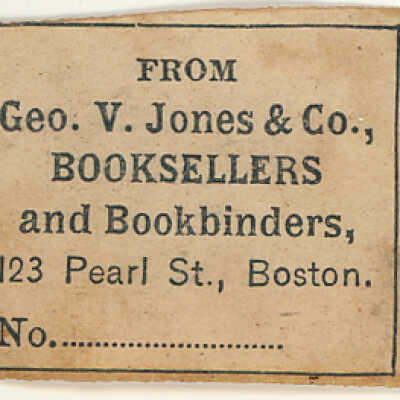 FROM
Geo. V. Jones & Co.,
BOOKSELLERS
and Bookbinders,
123 Pearl St., Boston.
No..........................